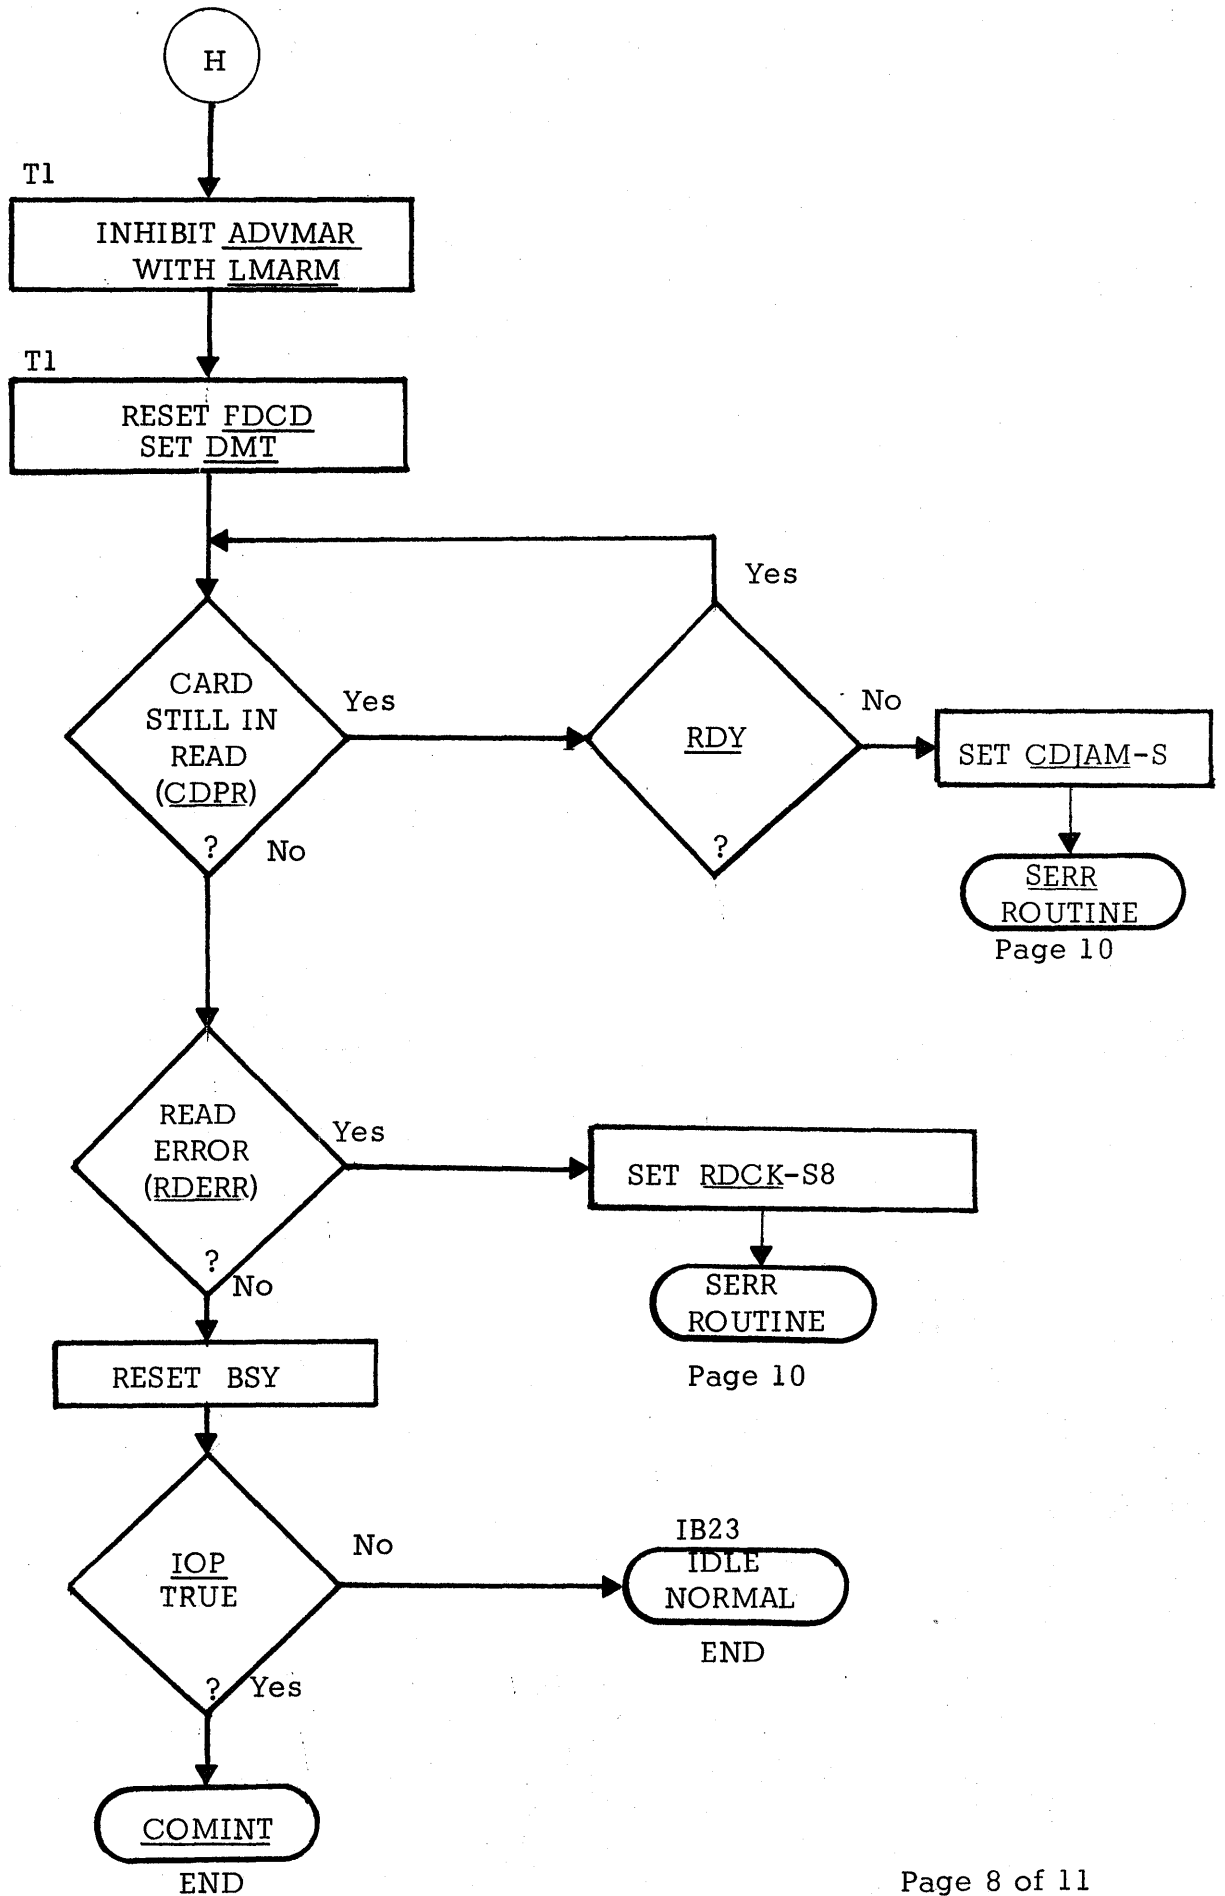 H
T1
INHIBIT ADVMAR
WITH LMARM
T1
RESET FDCD
SET DMT
Yes
CARD
STILL IN
READ
(CDPR)
?
Yes
No
RDY
?
No
SET CDJAM-S
SERR
ROUTINE
Page 10
READ
ERROR
(RDERR)
?
Yes
No
SET RDCK-S8
SERR
ROUTINE
Page 10
RESET BSY
IOP
TRUE
?
No
Yes
IB23
IDLE
NORMAL
END
COMINT
END
Page 8 of 11